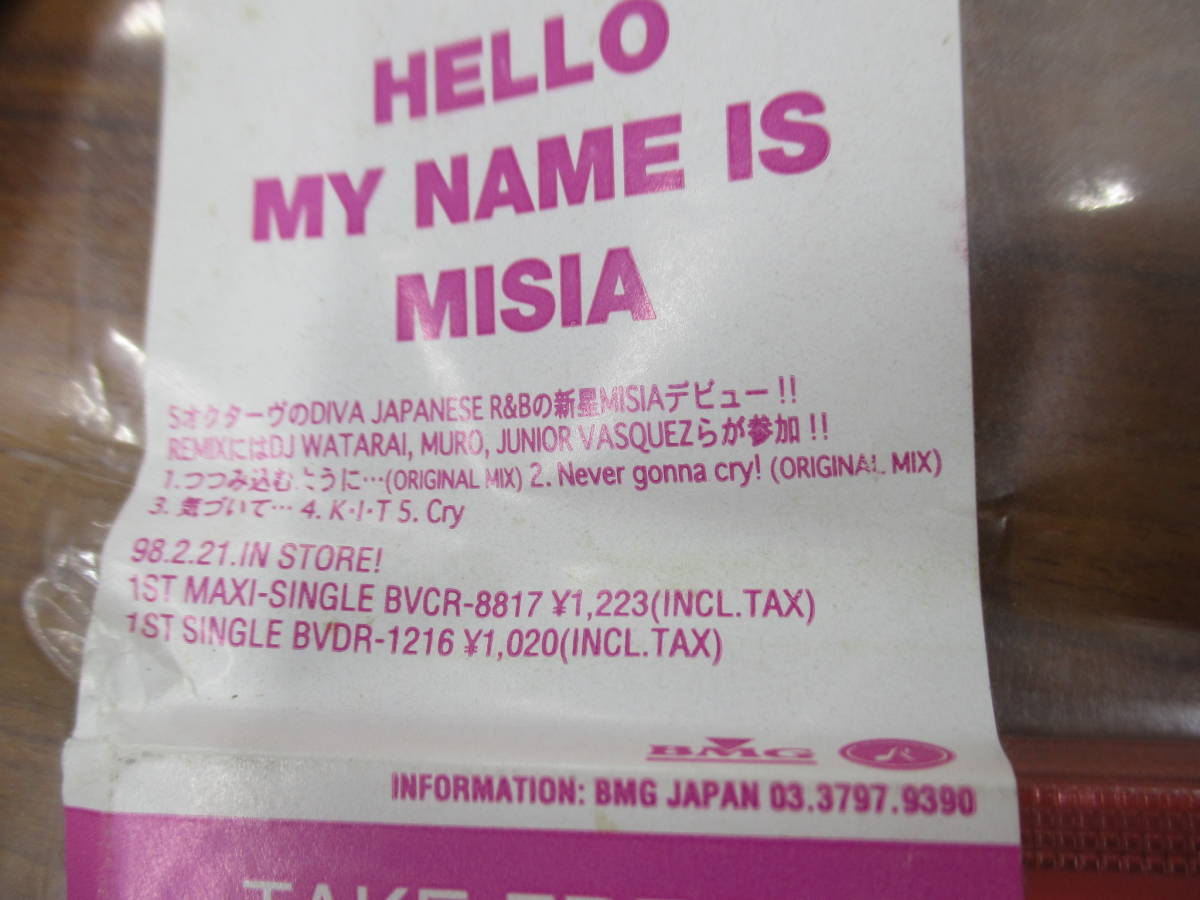 HELLO
MY NAME IS
MISIA
5オクターヴのDIVA JAPANESE R&Bの新星MISIAデビュー!!
REMIXにはDJ WATARAI, MURO, JUNIOR VASQUEZらが参加!!
1.つつみ込むように…(ORIGINAL MIX) 2. Never gonna cry! (ORIGINAL MIX)
3. 気づいて… 4. K・I・T 5. Cry
98.2.21.IN STORE!
1ST MAXI-SINGLE BVCR-8817 ¥1,223(INCL.TAX)
1ST SINGLE BVDR-1216 ¥1,020(INCL.TAX)
BMG
INFORMATION: BMG JAPAN 03.3797.9390
TAKE